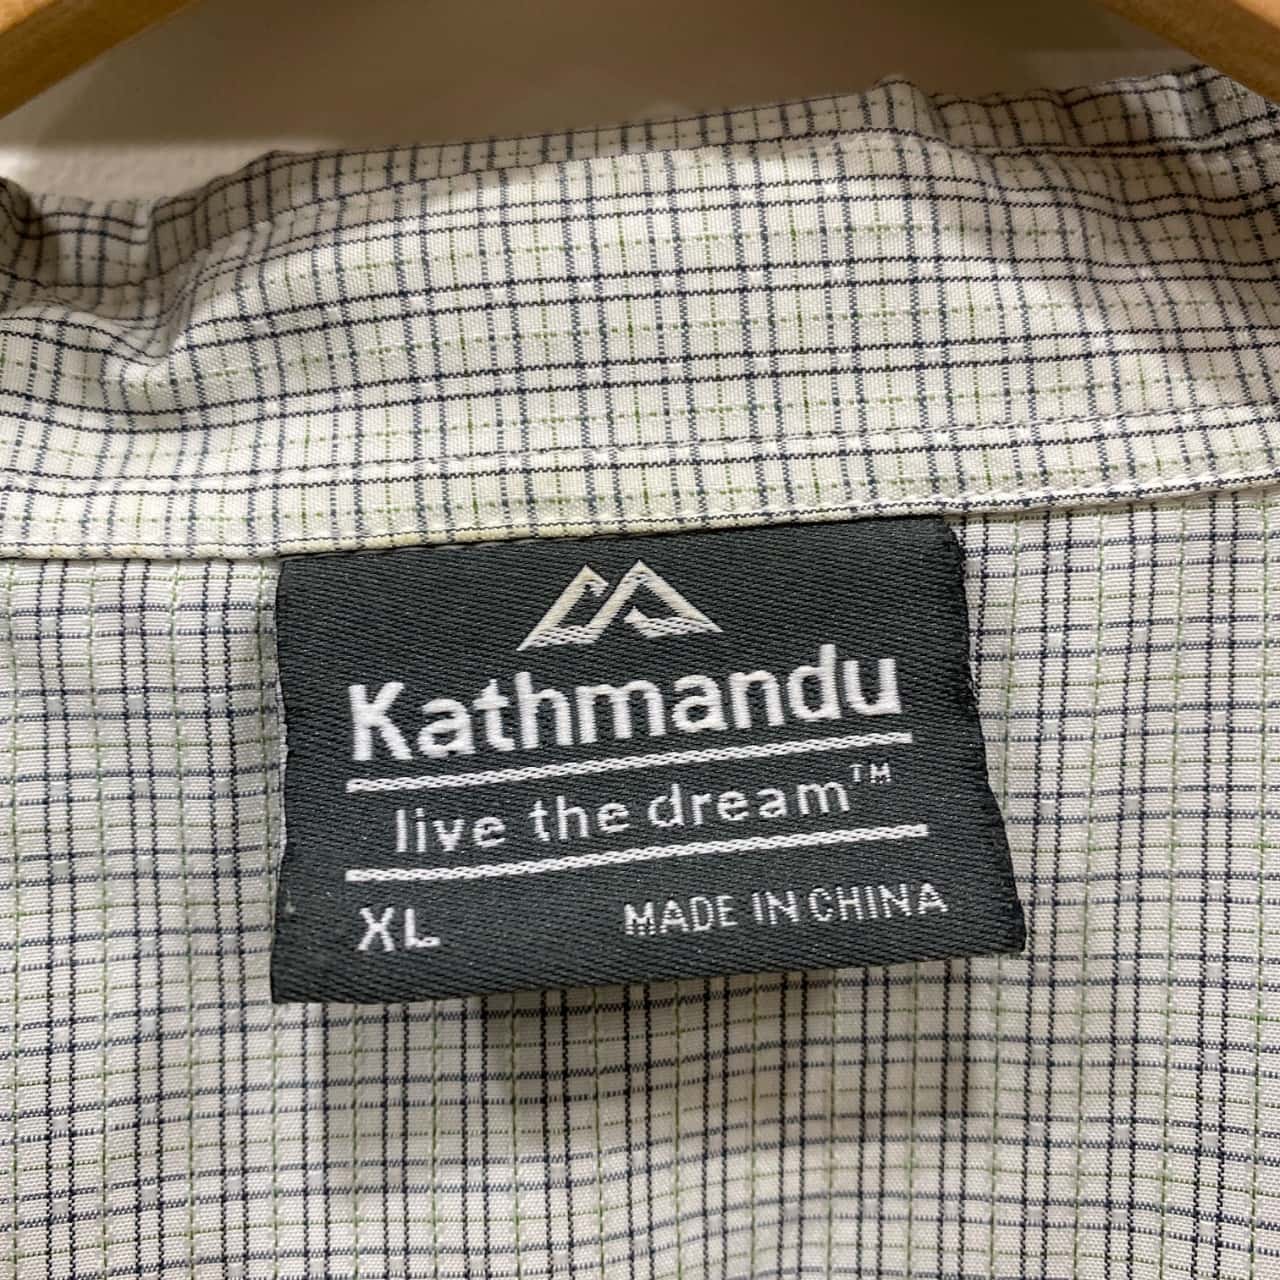 Kathmandu
live the dream™
XL MADE IN CHINA